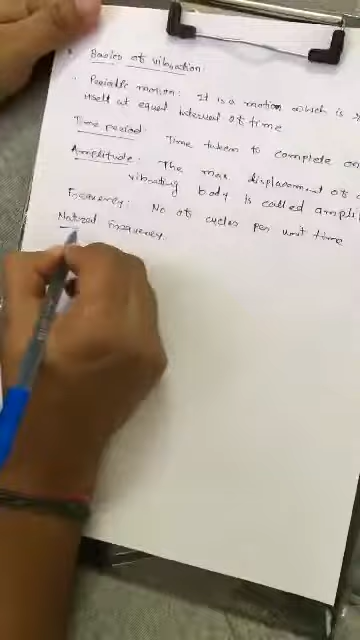 Basics of vibration:
Periodic motion: It is a motion which is
itself at equal interval of time
Time period: Time taken to complete
Amplitude: The max displacement of
vibrating body is called
Frequency: No of cycles per unit time
Natural Frequency